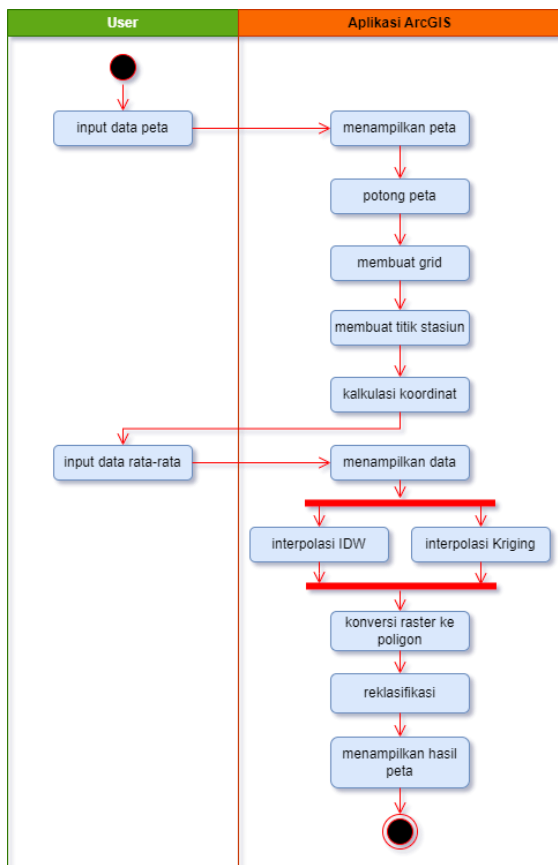 User
Aplikasi ArcGIS
input data peta
menampilkan peta
potong peta
membuat grid
membuat titik stasiun
kalkulasi koordinat
input data rata-rata
menampilkan data
interpolasi IDW
interpolasi Kriging
konversi raster ke
poligon
reklasifikasi
menampilkan hasil
peta